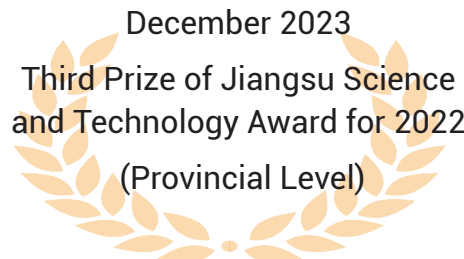 December 2023
Third Prize of Jiangsu Science
and Technology Award for 2022
(Provincial Level)